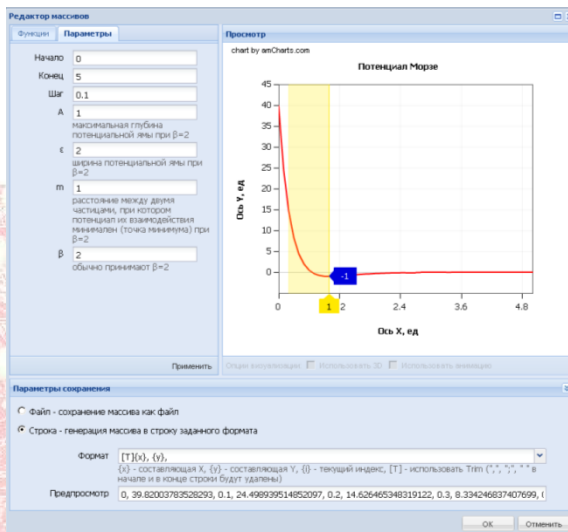 Редактор массивов
Функции Параметры
Начало 0
Конец 5
Шаг 0.1
A 1
максимальная глубина
потенциальной ямы при β=2
ε 2
ширина потенциальной ямы при
β=2
m 1
расстояние между двумя
частицами, при котором
потенциал их взаимодействия
минимален (точка минимума) при
β=2
β 2
обычно принимают β=2
Применить
Просмотр
chart by amCharts.com
Потенциал Морзе
Ось Y, ед
45
40
35
30
25
20
15
10
5
0
-1
0 1 2 2.4 3.6 4.8
Ось X, ед
Опции визуализации: Использовать 3D Использовать анимацию
Параметры сохранения
Файл - сохранение массива как файл
Строка - генерация массива в строку заданного формата
Формат [T]{x}, {y},
{x} - составляющая X, {y} - составляющая Y, {i} - текущий индекс, [T] - использовать Trim (",", ";", " " в
начале и в конце строки будут удалены)
Предпросмотр 0, 39.82003783528293, 0.1, 24.498939514852097, 0.2, 14.626465348319122, 0.3, 8.334246837407699, (
OK Отменить